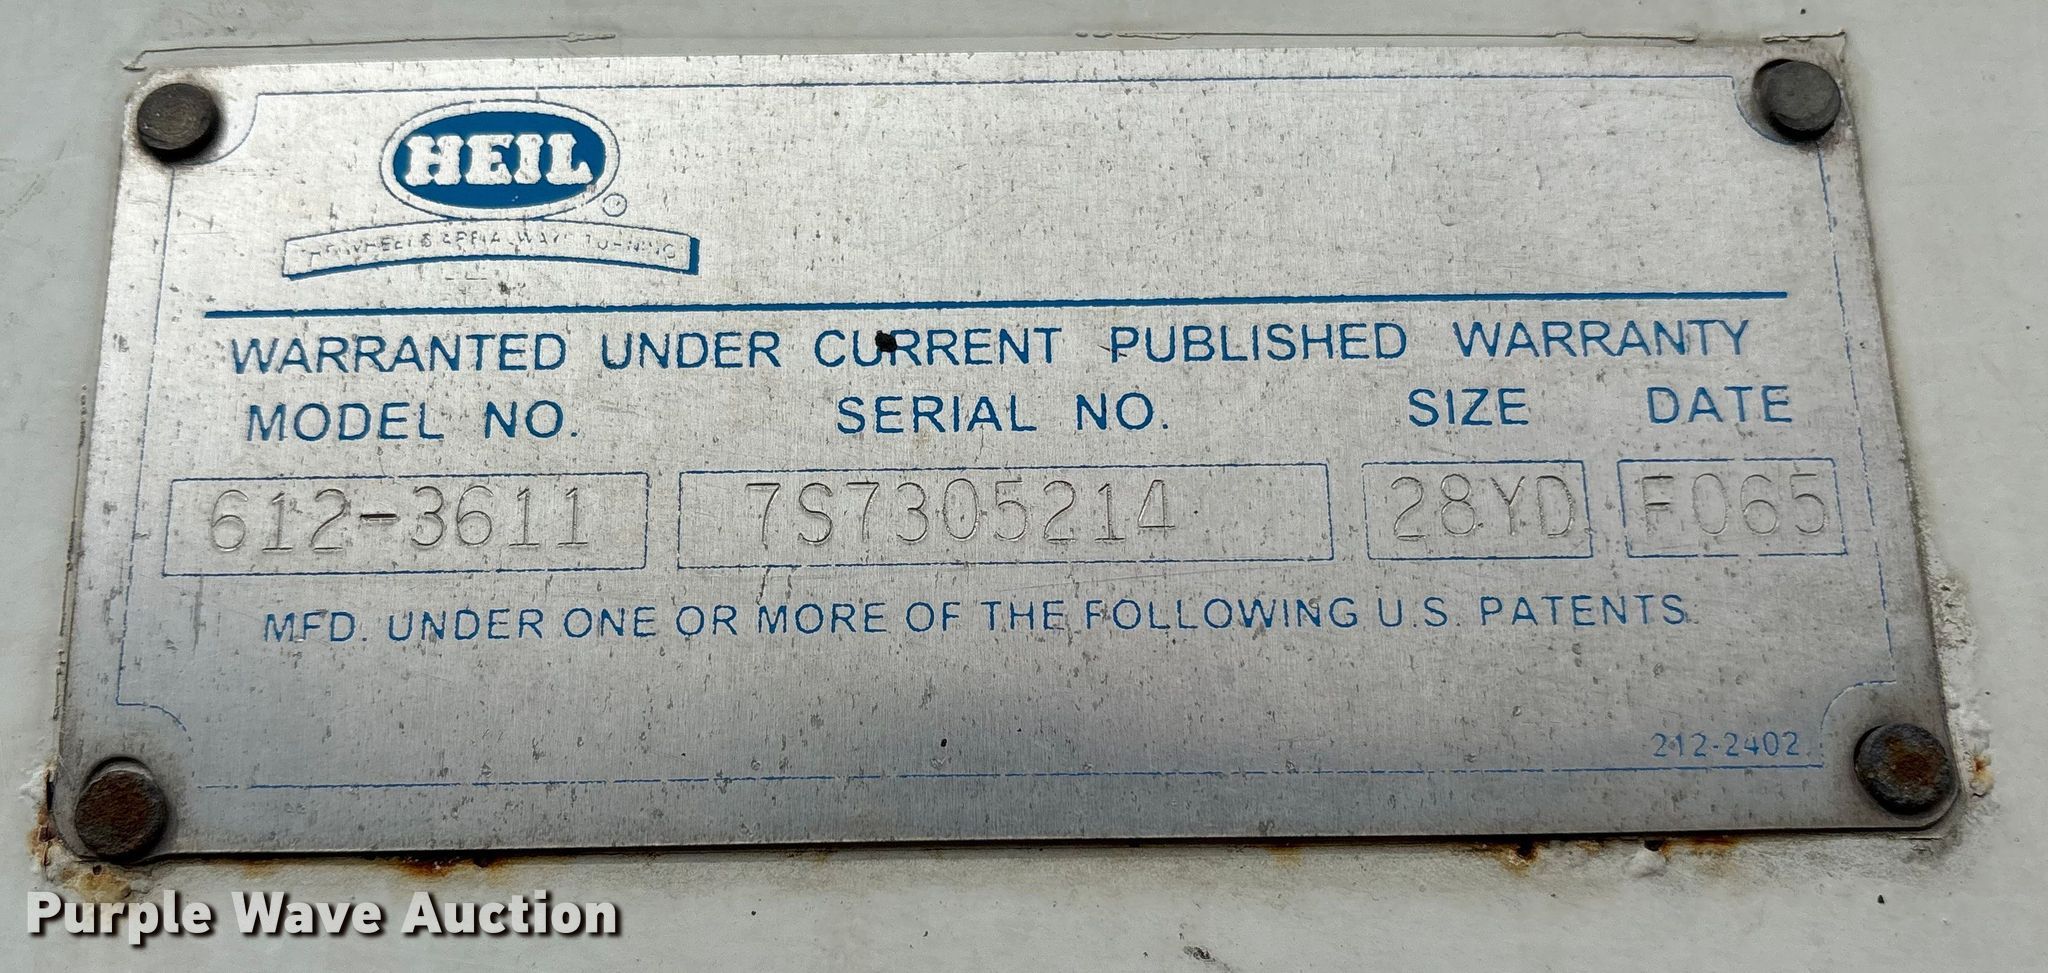 HEIL
®
WARRANTED UNDER CURRENT PUBLISHED WARRANTY
MODEL NO. SERIAL NO. SIZE DATE
612-3611 7S7305214 28YD F065
MFD. UNDER ONE OR MORE OF THE FOLLOWING U.S. PATENTS.
212-2402
Purple Wave Auction